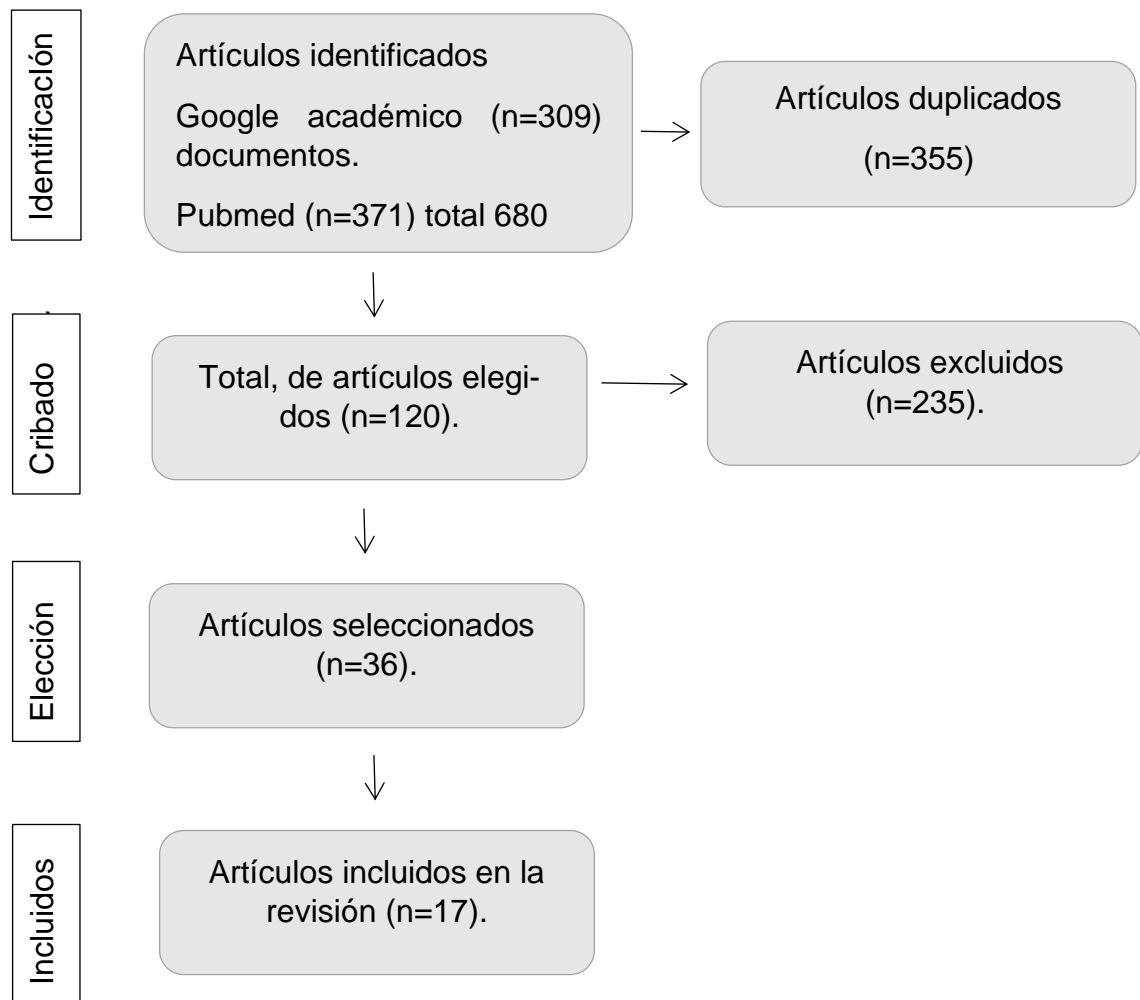 Identificación
Artículos identificados
Google académico (n=309)
documentos.
Pubmed (n=371) total 680
Artículos duplicados
(n=355)
Cribado
Total, de artículos elegi-
dos (n=120).
Artículos excluidos
(n=235).
Elección
Artículos seleccionados
(n=36).
Incluidos
Artículos incluidos en la
revisión (n=17).